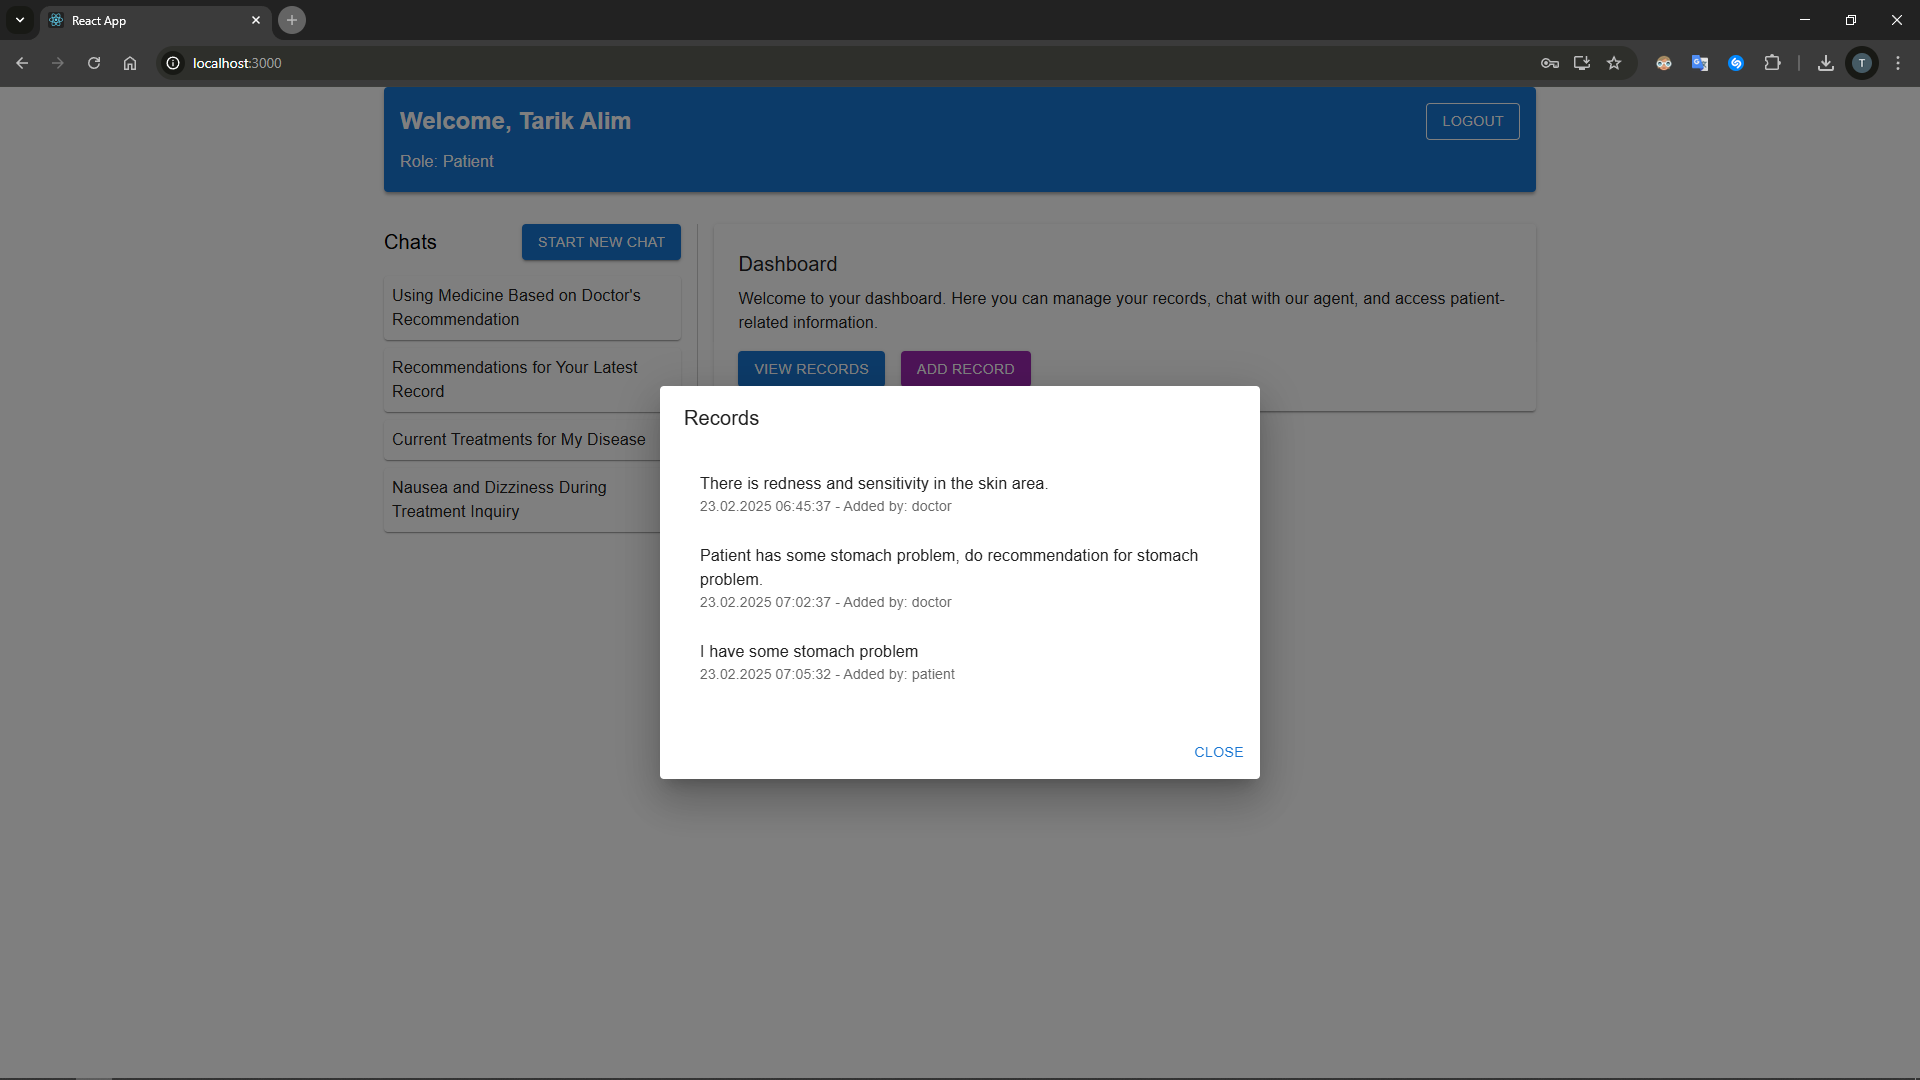 React App
localhost:3000
T
Welcome, Tarik Alim
LOGOUT
Role: Patient
Chats
START NEW CHAT
Using Medicine Based on Doctor's
Recommendation
Recommendations for Your Latest
Record
Current Treatments for My Disease
Nausea and Dizziness During
Treatment Inquiry
Dashboard
Welcome to your dashboard. Here you can manage your records, chat with our agent, and access patient-
related information.
VIEW RECORDS
ADD RECORD
Records
There is redness and sensitivity in the skin area.
23.02.2025 06:45:37 - Added by: doctor
Patient has some stomach problem, do recommendation for stomach
problem.
23.02.2025 07:02:37 - Added by: doctor
I have some stomach problem
23.02.2025 07:05:32 - Added by: patient
CLOSE